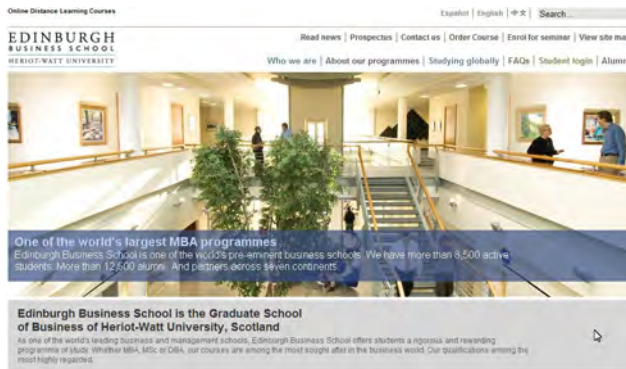 Online Distance Learning Courses
Español | English | 中文 | Search...
EDINBURGH
BUSINESS SCHOOL
HERIOT-WATT UNIVERSITY
Read news | Prospectus | Contact us | Order Course | Enrol for seminar | View site ma
Who we are | About our programmes | Studying globally | FAQs | Student login | Alumn
One of the world's largest MBA programmes
Edinburgh Business School is one of the world's pre-eminent business schools. We have more than 8,500 active
students. More than 12,500 alumni. And partners across seven continents.
Edinburgh Business School is the Graduate School
of Business of Heriot-Watt University, Scotland
As one of the world's leading business and management schools, Edinburgh Business School offers students a rigorous and rewarding
programme of study. Whether MBA, MSc or DBA, our courses are among the most sought after in the business world. Our qualifications among the
most highly regarded.